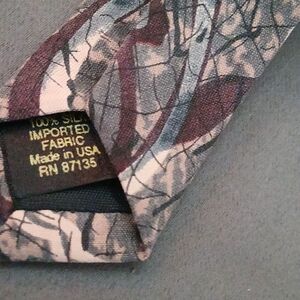 100% SILK
IMPORTED
FABRIC
Made in USA
RN 87135